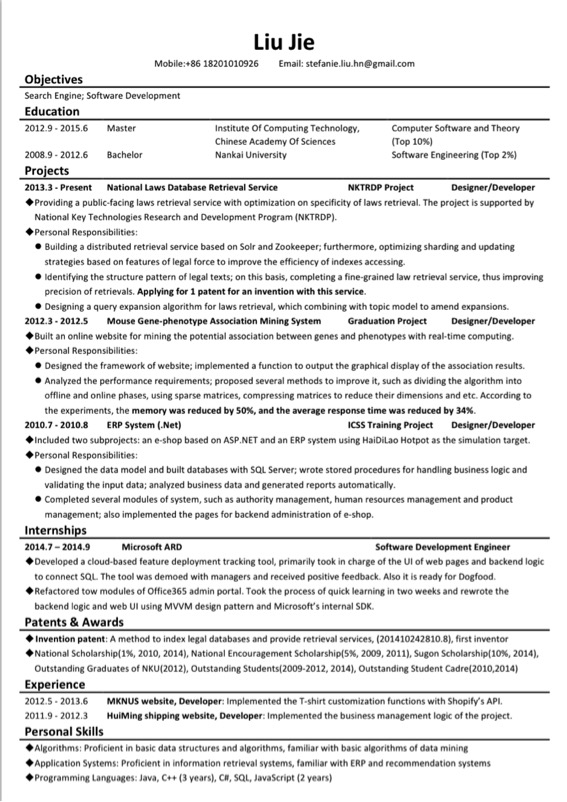 Liu Jie
Mobile:+86 18201010926 Email: stefanie.liu.hn@gmail.com
Objectives
Search Engine; Software Development
Education
2012.9 - 2015.6 Master Institute Of Computing Technology, Computer Software and Theory
Chinese Academy Of Sciences (Top 10%)
2008.9 - 2012.6 Bachelor Nankai University Software Engineering (Top 2%)
Projects
2013.3 - Present National Laws Database Retrieval Service NKTRDP Project Designer/Developer
◆Providing a public-facing laws retrieval service with optimization on specificity of laws retrieval. The project is supported by
National Key Technologies Research and Development Program (NKTRDP).
◆Personal Responsibilities:
● Building a distributed retrieval service based on Solr and Zookeeper; furthermore, optimizing sharding and updating
strategies based on features of legal force to improve the efficiency of indexes accessing.
● Identifying the structure pattern of legal texts; on this basis, completing a fine-grained law retrieval service, thus improving
precision of retrievals. Applying for 1 patent for an invention with this service.
● Designing a query expansion algorithm for laws retrieval, which combining with topic model to amend expansions.
2012.3 - 2012.5 Mouse Gene-phenotype Association Mining System Graduation Project Designer/Developer
◆Built an online website for mining the potential association between genes and phenotypes with real-time computing.
◆Personal Responsibilities:
● Designed the framework of website; implemented a function to output the graphical display of the association results.
● Analyzed the performance requirements; proposed several methods to improve it, such as dividing the algorithm into
offline and online phases, using sparse matrices, compressing matrices to reduce their dimensions and etc. According to
the experiments, the memory was reduced by 50%, and the average response time was reduced by 34%.
2010.7 - 2010.8 ERP System (.Net) ICSS Training Project Designer/Developer
◆Included two subprojects: an e-shop based on ASP.NET and an ERP system using HaiDiLao Hotpot as the simulation target.
◆Personal Responsibilities:
● Designed the data model and built databases with SQL Server; wrote stored procedures for handling business logic and
validating the input data; analyzed business data and generated reports automatically.
● Completed several modules of system, such as authority management, human resources management and product
management; also implemented the pages for backend administration of e-shop.
Internships
2014.7 – 2014.9 Microsoft ARD Software Development Engineer
◆Developed a cloud-based feature deployment tracking tool, primarily took in charge of the UI of web pages and backend logic
to connect SQL. The tool was demoed with managers and received positive feedback. Also it is ready for Dogfood.
◆Refactored tow modules of Office365 admin portal. Took the process of quick learning in two weeks and rewrote the
backend logic and web UI using MVVM design pattern and Microsoft's internal SDK.
Patents & Awards
◆Invention patent: A method to index legal databases and provide retrieval services, (201410242810.8), first inventor
◆National Scholarship(1%, 2010, 2014), National Encouragement Scholarship(5%, 2009, 2011), Sugon Scholarship(10%, 2014),
Outstanding Graduates of NKU(2012), Outstanding Students(2009-2012, 2014), Outstanding Student Cadre(2010,2014)
Experience
2012.5 - 2013.6 MKNUS website, Developer: Implemented the T-shirt customization functions with Shopify's API.
2011.9 - 2012.3 HuiMing shipping website, Developer: Implemented the business management logic of the project.
Personal Skills
◆Algorithms: Proficient in basic data structures and algorithms, familiar with basic algorithms of data mining
◆Application Systems: Proficient in information retrieval systems, familiar with ERP and recommendation systems
◆Programming Languages: Java, C++ (3 years), C#, SQL, JavaScript (2 years)